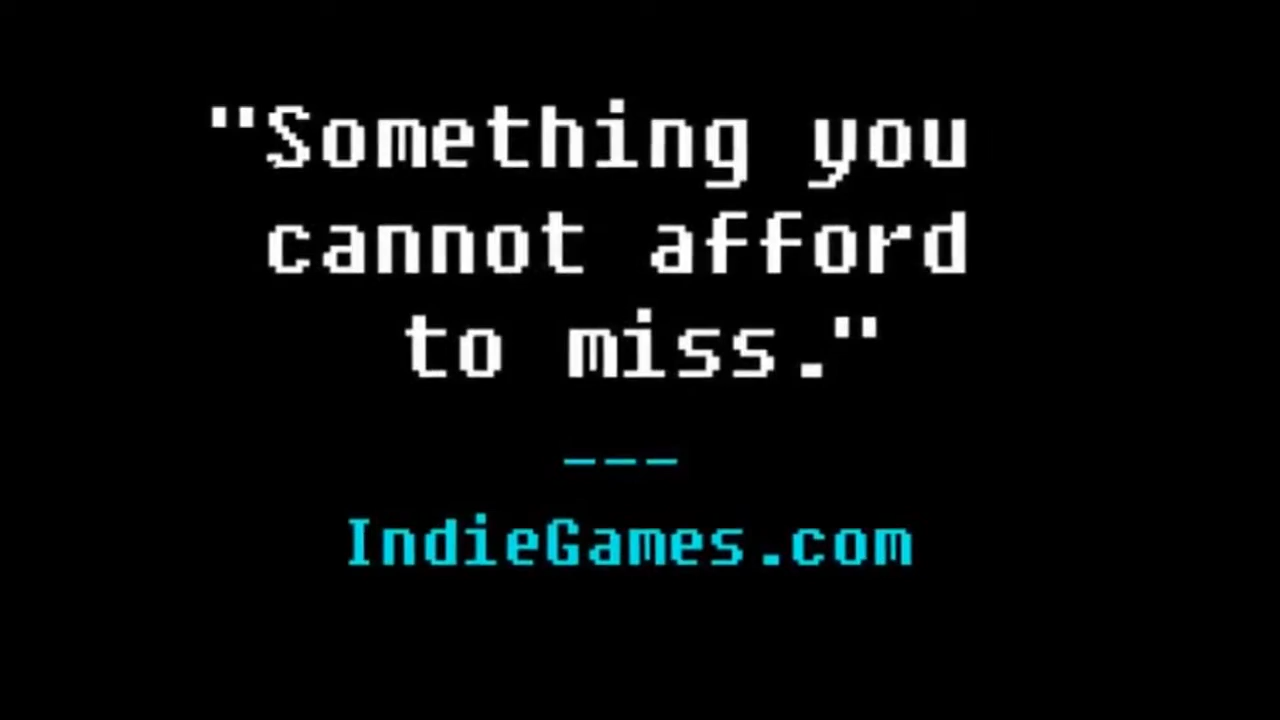 "Something you
cannot afford
to miss."
---
IndieGames.com